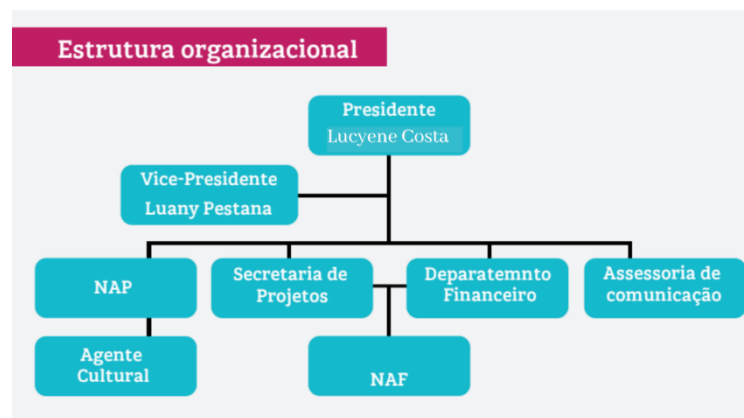 Estrutura organizacional
Presidente
Lucyene Costa
Vice-Presidente
Luany Pestana
NAP
Secretaria de
Projetos
Deparatemnto
Financeiro
Assessoria de
comunicação
Agente
Cultural
NAF